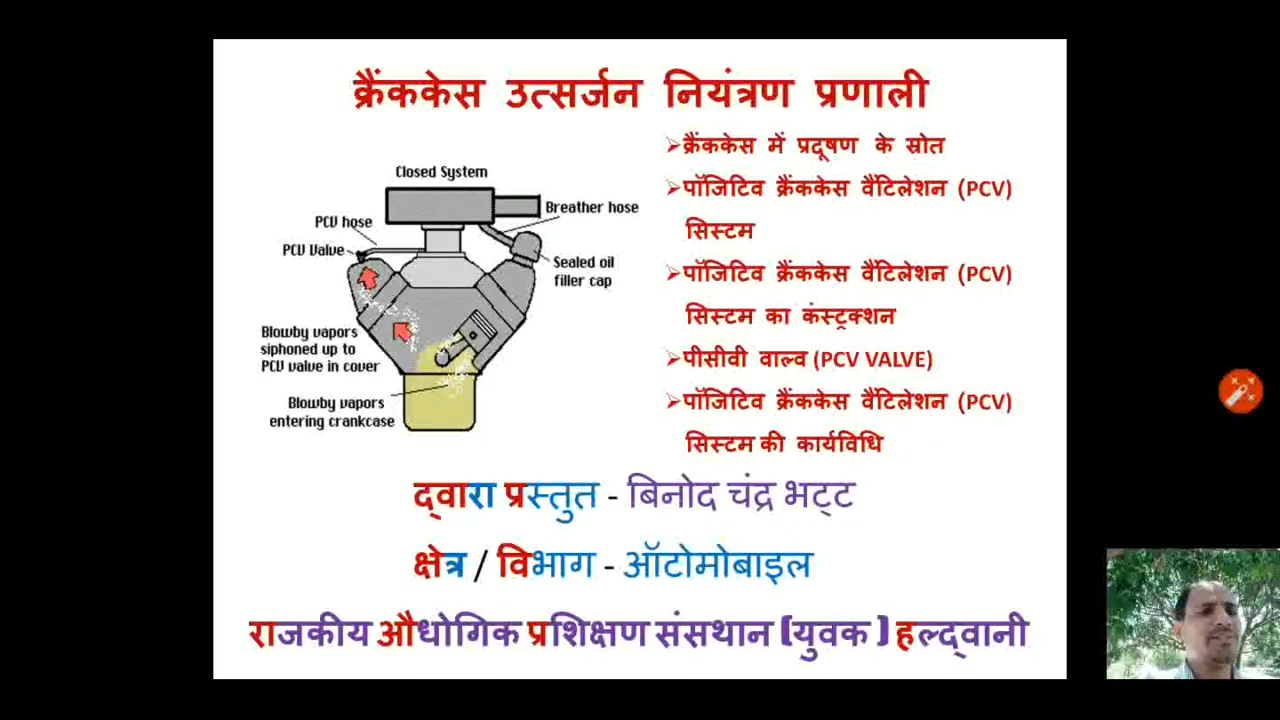 क्रैंककेस उत्सर्जन नियंत्रण प्रणाली
Closed System
Breather hose
PCV hose
PCV Valve
Sealed oil
filler cap
Blowby vapors
siphoned up to
PCV valve in cover
Blowby vapors
entering crankcase
➢क्रैंककेस में प्रदूषण के स्रोत
➢पॉजिटिव क्रैंककेस वैंटिलेशन (PCV)
सिस्टम
➢पॉजिटिव क्रैंककेस वैंटिलेशन (PCV)
सिस्टम का कंस्ट्रक्शन
➢पीसीवी वाल्व (PCV VALVE)
➢पॉजिटिव क्रैंककेस वैंटिलेशन (PCV)
सिस्टम की कार्यविधि
द्वारा प्रस्तुत - बिनोद चंद्र भट्ट
क्षेत्र / विभाग - ऑटोमोबाइल
राजकीय औधोगिक प्रशिक्षण संसथान (युवक ) हल्द्वानी